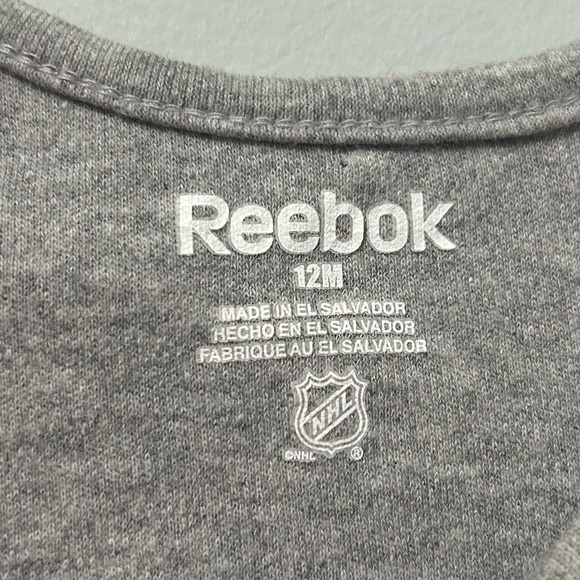 Reebok
12M
MADE IN EL SALVADOR
HECHO EN EL SALVADOR
FABRIQUE AU EL SALVADOR
NHL
©NHL ®